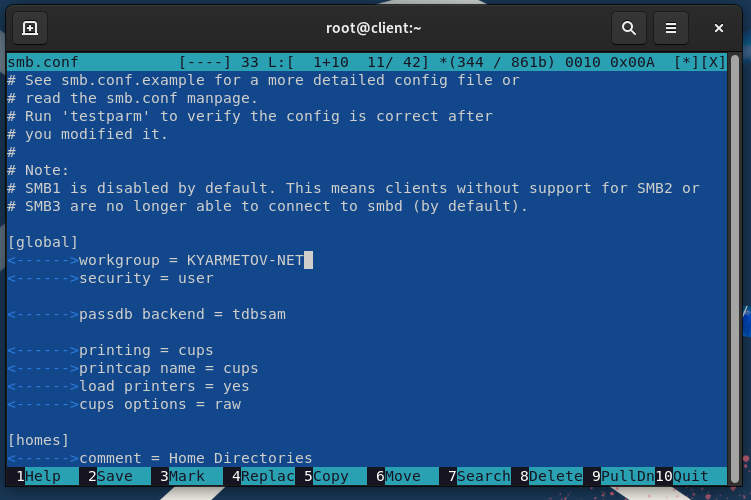 root@client:~
smb.conf [----] 33 L:[ 1+10 11/ 42] *(344 / 861b) 0010 0x00A [*][X]
# See smb.conf.example for a more detailed config file or
# read the smb.conf manpage.
# Run 'testparm' to verify the config is correct after
# you modified it.
#
# Note:
# SMB1 is disabled by default. This means clients without support for SMB2 or
# SMB3 are no longer able to connect to smbd (by default).
[global]
<------>workgroup = KYARMETOV-NET
<------>security = user
<------>passdb backend = tdbsam
<------>printing = cups
<------>printcap name = cups
<------>load printers = yes
<------>cups options = raw
[homes]
<------>comment = Home Directories
1Help 2Save 3Mark 4Replac 5Copy 6Move 7Search 8Delete 9PullDn 10Quit